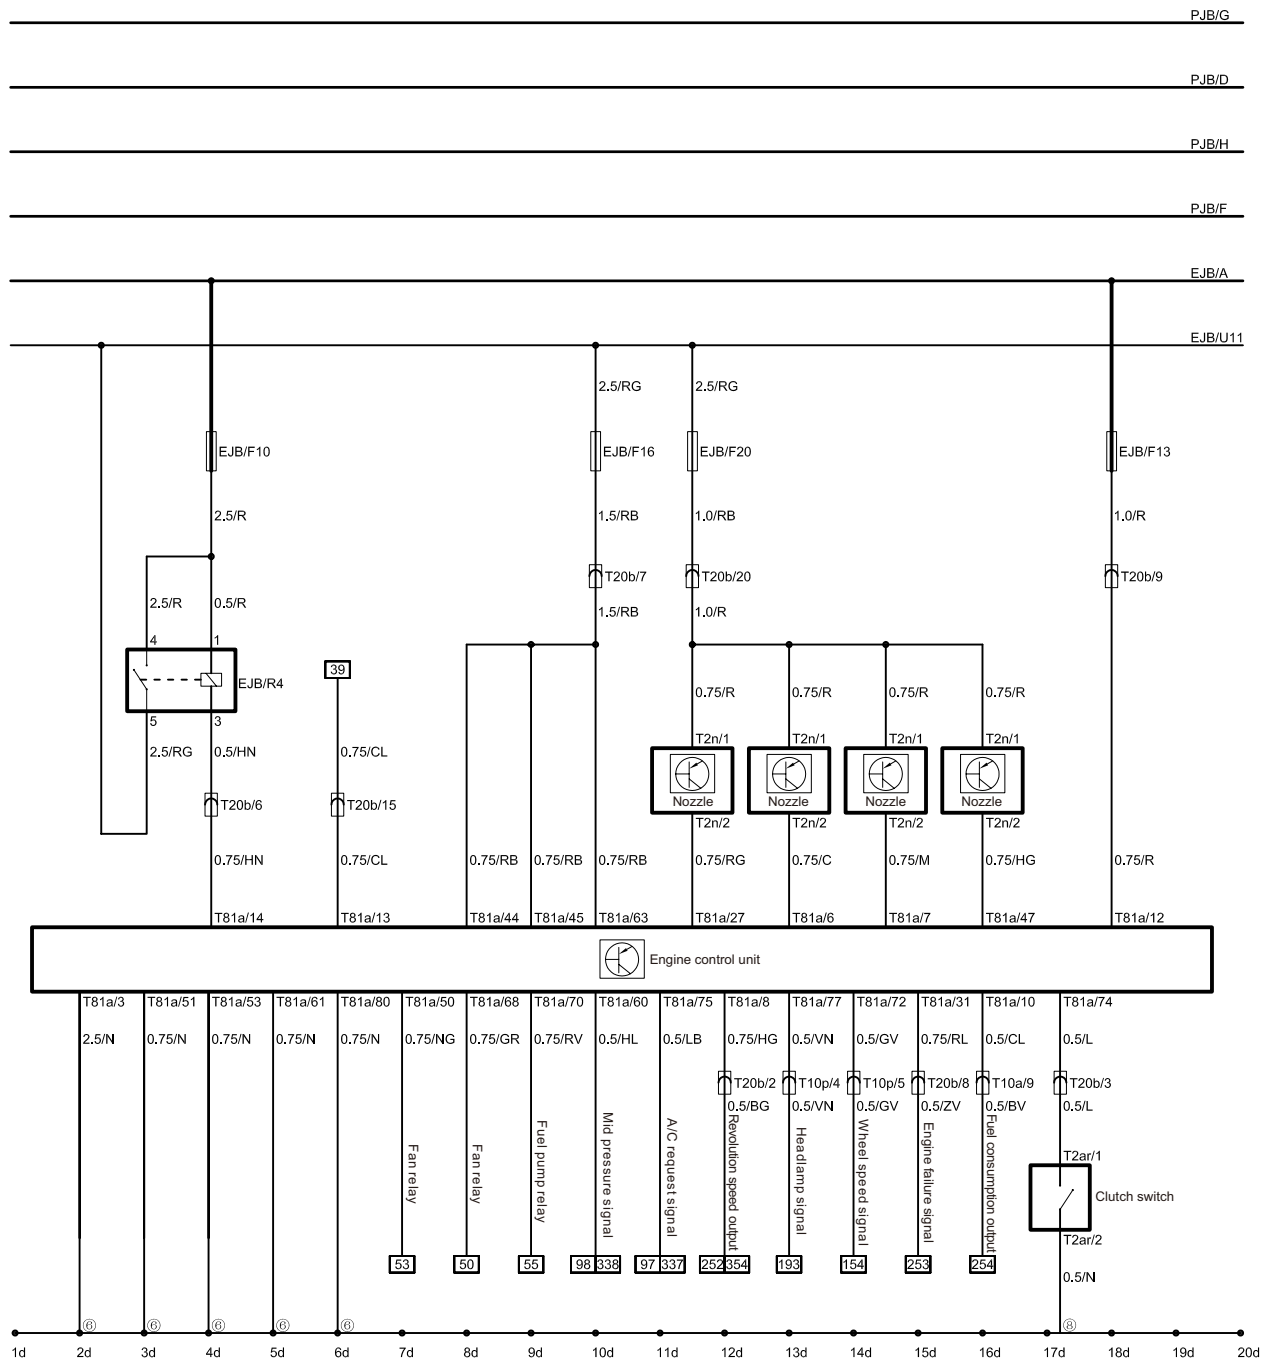 PJB/G
PJB/D
PJB/H
PJB/F
EJB/A
EJB/U11
2.5/RG 2.5/RG
EJB/F10 EJB/F16 EJB/F20 EJB/F13
2.5/R 1.5/RB 1.0/RB 1.0/R
T20b/7 T20b/20 T20b/9
2.5/R 0.5/R 1.5/RB 1.0/R
4 1
39
EJB/R4 0.75/R 0.75/R 0.75/R 0.75/R
5 3
T2n/1 T2n/1 T2n/1 T2n/1
2.5/RG 0.5/HN 0.75/CL
Nozzle Nozzle Nozzle Nozzle
T20b/6 T20b/15
T2n/2 T2n/2 T2n/2 T2n/2
0.75/HN 0.75/CL 0.75/RB 0.75/RB 0.75/RB 0.75/RG 0.75/C 0.75/M 0.75/HG 0.75/R
T81a/14 T81a/13 T81a/44 T81a/45 T81a/63 T81a/27 T81a/6 T81a/7 T81a/47 T81a/12
Engine control unit
T81a/3 T81a/51 T81a/53 T81a/61 T81a/80 T81a/50 T81a/68 T81a/70 T81a/60 T81a/75 T81a/8 T81a/77 T81a/72 T81a/31 T81a/10 T81a/74
2.5/N 0.75/N 0.75/N 0.75/N 0.75/N 0.75/NG 0.75/GR 0.75/RV 0.5/HL 0.5/LB 0.75/HG 0.5/VN 0.5/GV 0.75/RL 0.5/CL 0.5/L
T20b/2 T10p/4 T10p/5 T20b/8 T10a/9 T20b/3
0.5/BG 0.5/VN 0.5/GV 0.5/ZV 0.5/BV 0.5/L
Fan relay
Fan relay
Fuel pump relay
Mid pressure signal
A/C request signal
Revolution speed output
Headlamp signal
Wheel speed signal
Engine failure signal
Fuel consumption output
T2ar/1
Clutch switch
T2ar/2
53 50 55 98 338 97 337 252 354 193 154 253 254
0.5/N
⑥ ⑥ ⑥ ⑥ ⑥ ⑧
1d 2d 3d 4d 5d 6d 7d 8d 9d 10d 11d 12d 13d 14d 15d 16d 17d 18d 19d 20d